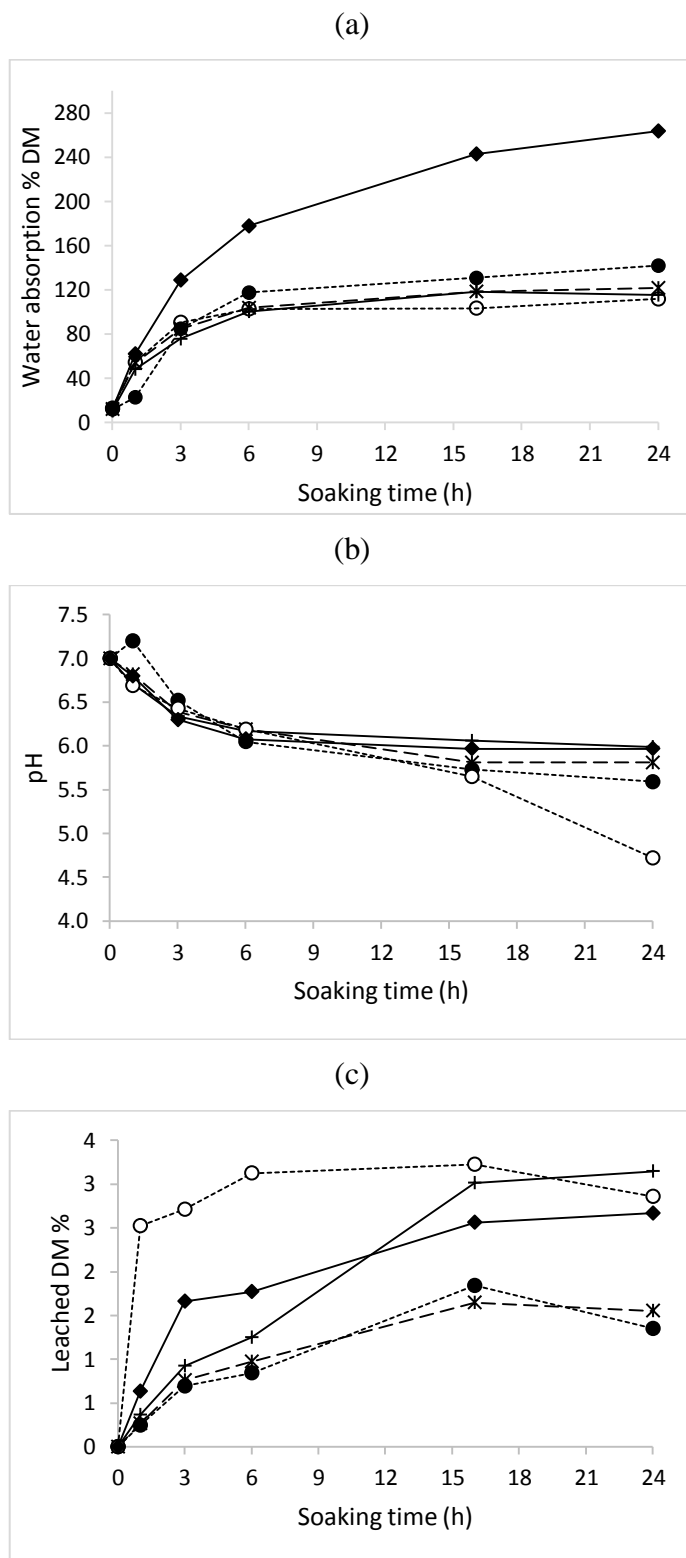 (a)
280
240
200
160
120
80
40
0
Water absorption % DM
0 3 6 9 12 15 18 21 24
Soaking time (h)
(b)
7.5
7.0
6.5
6.0
5.5
5.0
4.5
4.0
pH
0 3 6 9 12 15 18 21 24
Soaking time (h)
(c)
4
3
3
2
2
1
1
0
Leached DM %
0 3 6 9 12 15 18 21 24
Soaking time (h)